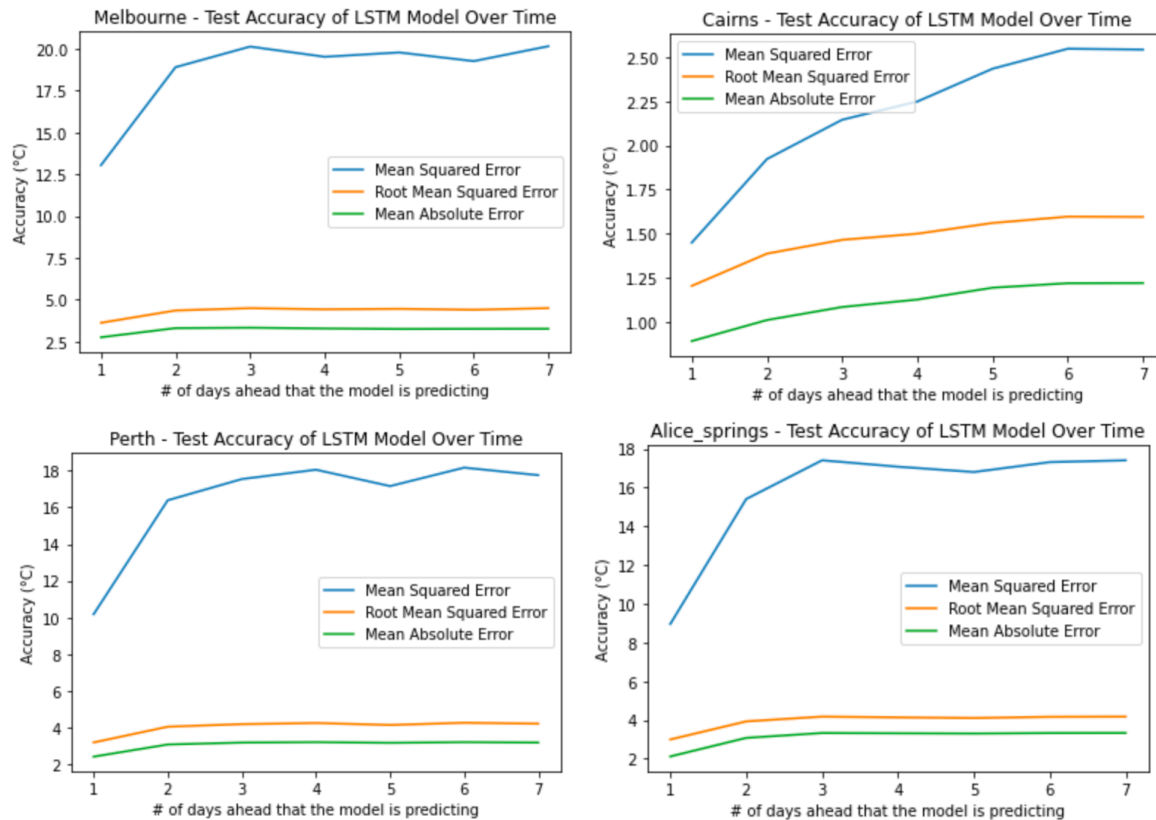 Melbourne - Test Accuracy of LSTM Model Over Time
20.0
17.5
15.0
12.5
10.0
7.5
5.0
2.5
Accuracy (°C)
Mean Squared Error
Root Mean Squared Error
Mean Absolute Error
1 2 3 4 5 6 7
# of days ahead that the model is predicting
Cairns - Test Accuracy of LSTM Model Over Time
2.50
2.25
2.00
1.75
1.50
1.25
1.00
Accuracy (°C)
Mean Squared Error
Root Mean Squared Error
Mean Absolute Error
1 2 3 4 5 6 7
# of days ahead that the model is predicting
Perth - Test Accuracy of LSTM Model Over Time
18
16
14
12
10
8
6
4
2
Accuracy (°C)
Mean Squared Error
Root Mean Squared Error
Mean Absolute Error
1 2 3 4 5 6 7
# of days ahead that the model is predicting
Alice_springs - Test Accuracy of LSTM Model Over Time
18
16
14
12
10
8
6
4
2
Accuracy (°C)
Mean Squared Error
Root Mean Squared Error
Mean Absolute Error
1 2 3 4 5 6 7
# of days ahead that the model is predicting